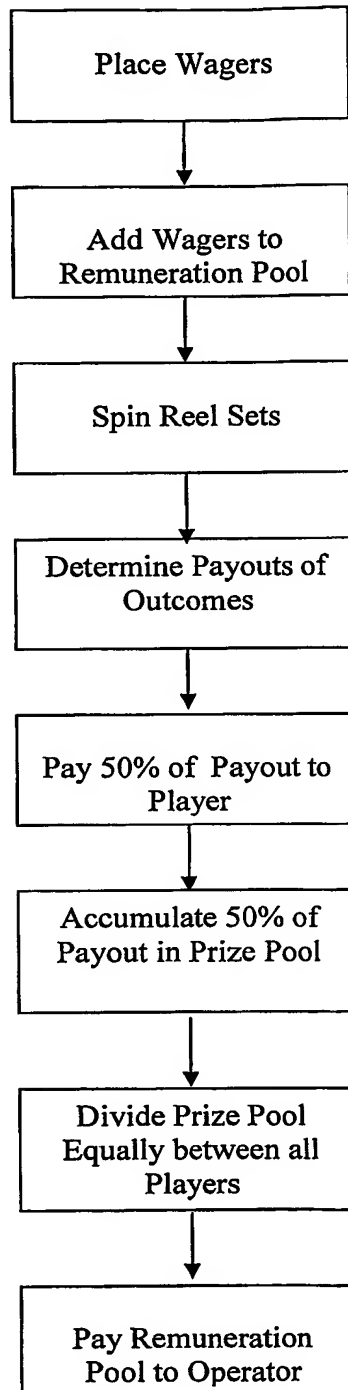 Place Wagers
Add Wagers to
Remuneration Pool
Spin Reel Sets
Determine Payouts of
Outcomes
Pay 50% of Payout to
Player
Accumulate 50% of
Payout in Prize Pool
Divide Prize Pool
Equally between all
Players
Pay Remuneration
Pool to Operator